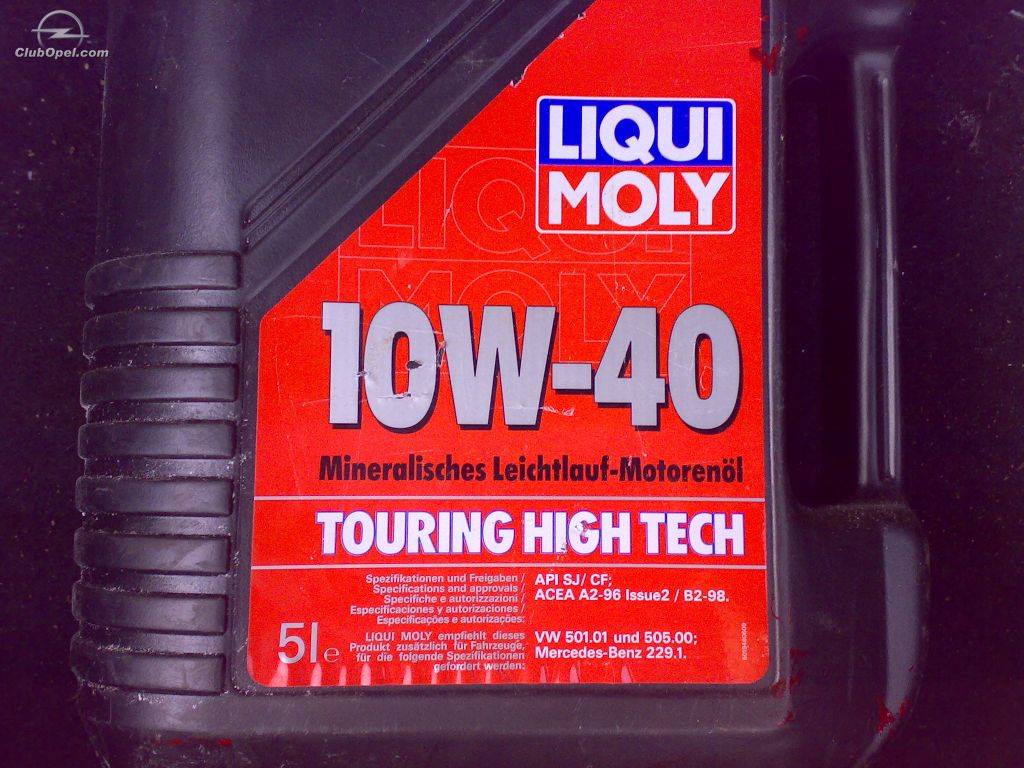 ClubOpel.com
LIQUI
MOLY
LIQUI
MOLY
10W-40
Mineralisches Leichtlauf-Motorenöl
TOURING HIGH TECH
Spezifikationen und Freigaben /
Specifications and approvals /
Specifiche e autorizzazioni /
Especificaciones y autorizaciones /
Especificações e autorizações:
API SJ/ CF;
ACEA A2-96 Issue2 / B2-98.
5l e
LIQUI MOLY empfiehlt dieses
Produkt zusätzlich für Fahrzeuge,
für die folgende Spezifikationen
gefordert werden:
VW 501.01 und 505.00;
Mercedes-Benz 229.1.